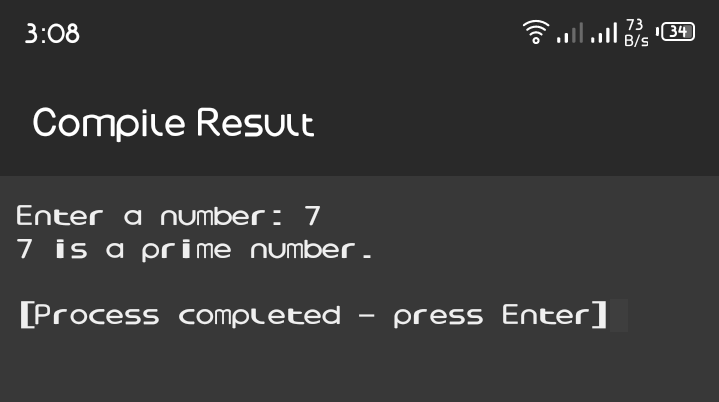 3:08
73
B/s
34
Compile Result
Enter a number: 7
7 is a prime number.
[Process completed - press Enter]